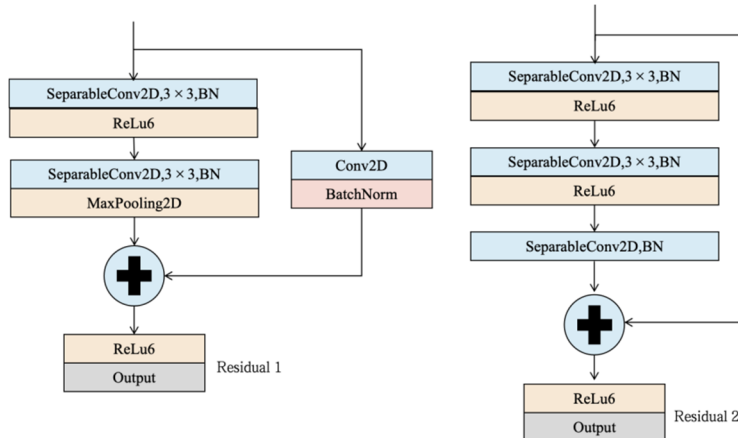 SeparableConv2D,3 × 3,BN
ReLu6
SeparableConv2D,3 × 3,BN
MaxPooling2D
Conv2D
BatchNorm
ReLu6
Output
Residual 1
SeparableConv2D,3 × 3,BN
ReLu6
SeparableConv2D,3 × 3,BN
ReLu6
SeparableConv2D,BN
ReLu6
Output
Residual 2